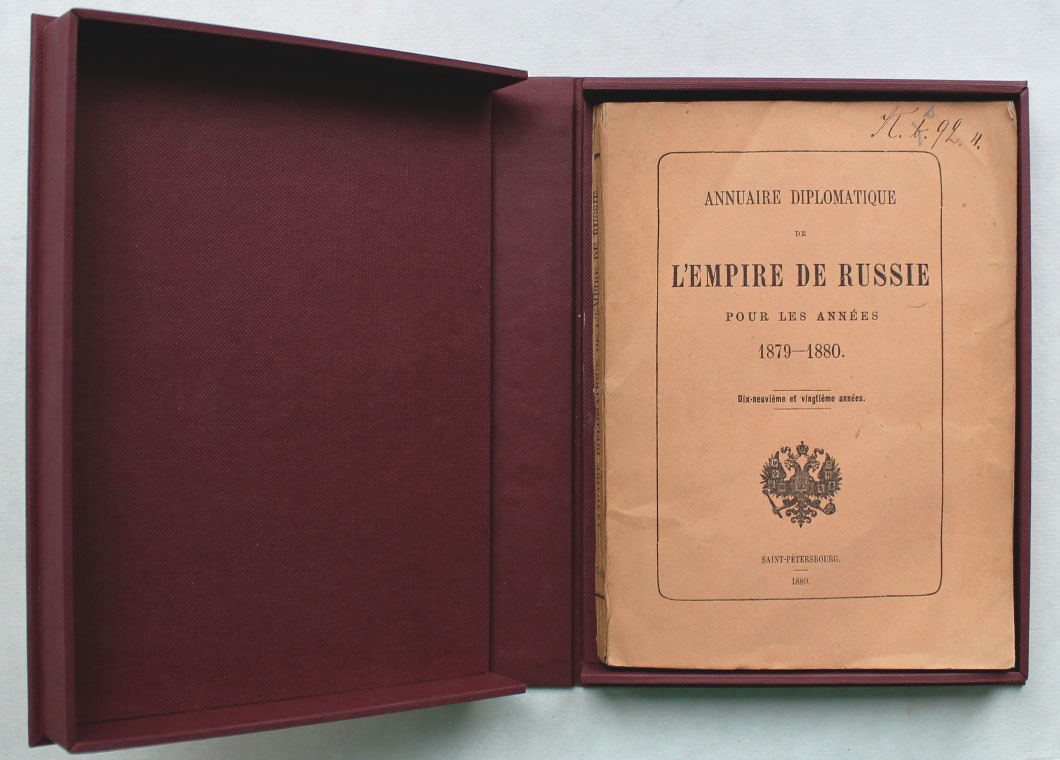 92.
ANNUAIRE DIPLOMATIQUE
DE
L'EMPIRE DE RUSSIE
POUR LES ANNÉES
1879—1880.
Dix-neuvième et vingtième années.
SAINT-PÉTERSBOURG.
1880.